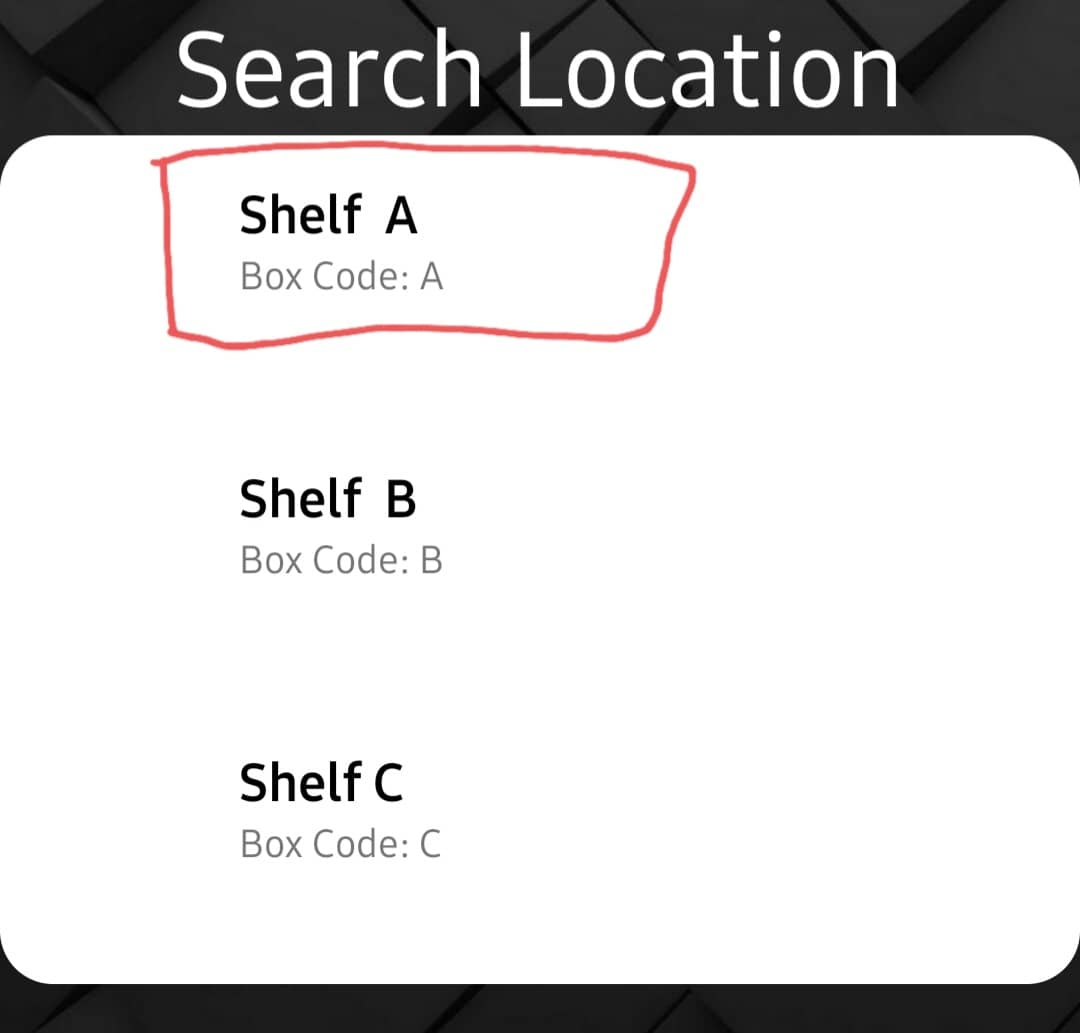 Search Location
Shelf  A
Box Code: A
Shelf  B
Box Code: B
Shelf C
Box Code: C